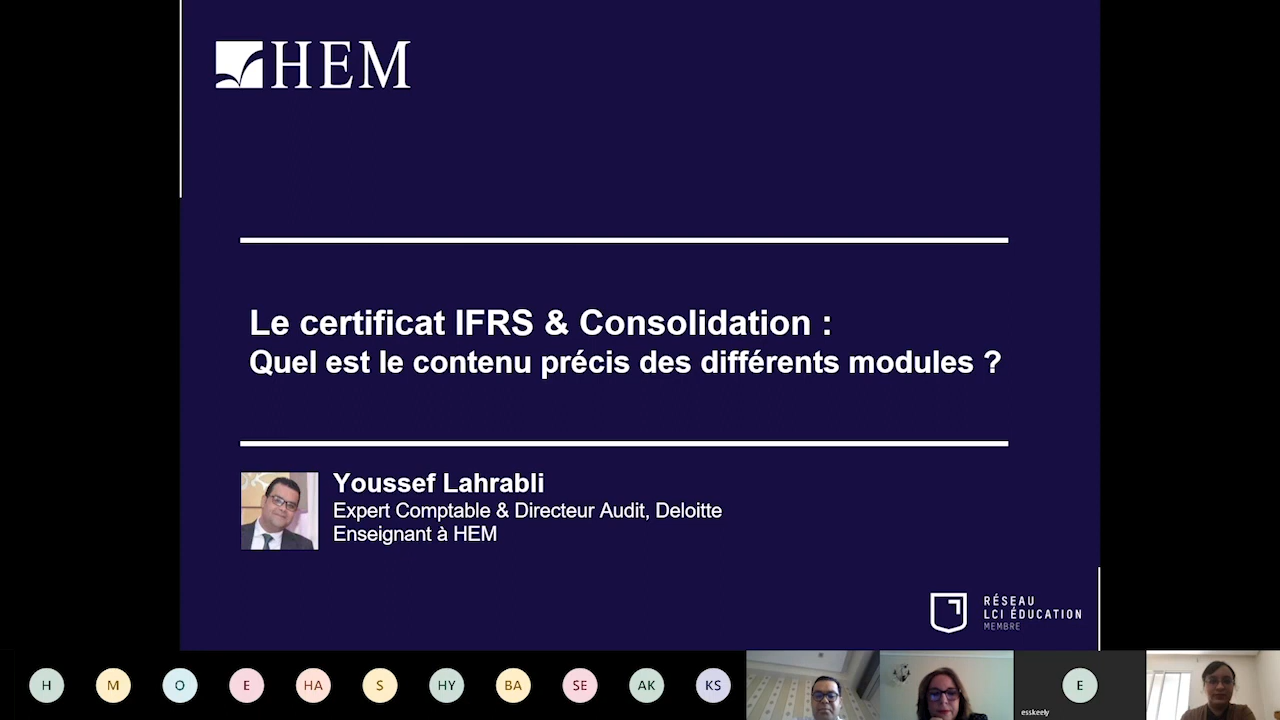 HEM
Le certificat IFRS & Consolidation :
Quel est le contenu précis des différents modules ?
Youssef Lahrabli
Expert Comptable & Directeur Audit, Deloitte
Enseignant à HEM
RÉSEAU
LCI ÉDUCATION
MEMBRE
H
M
O
E
HA
S
HY
BA
SE
AK
KS
E
esskeely